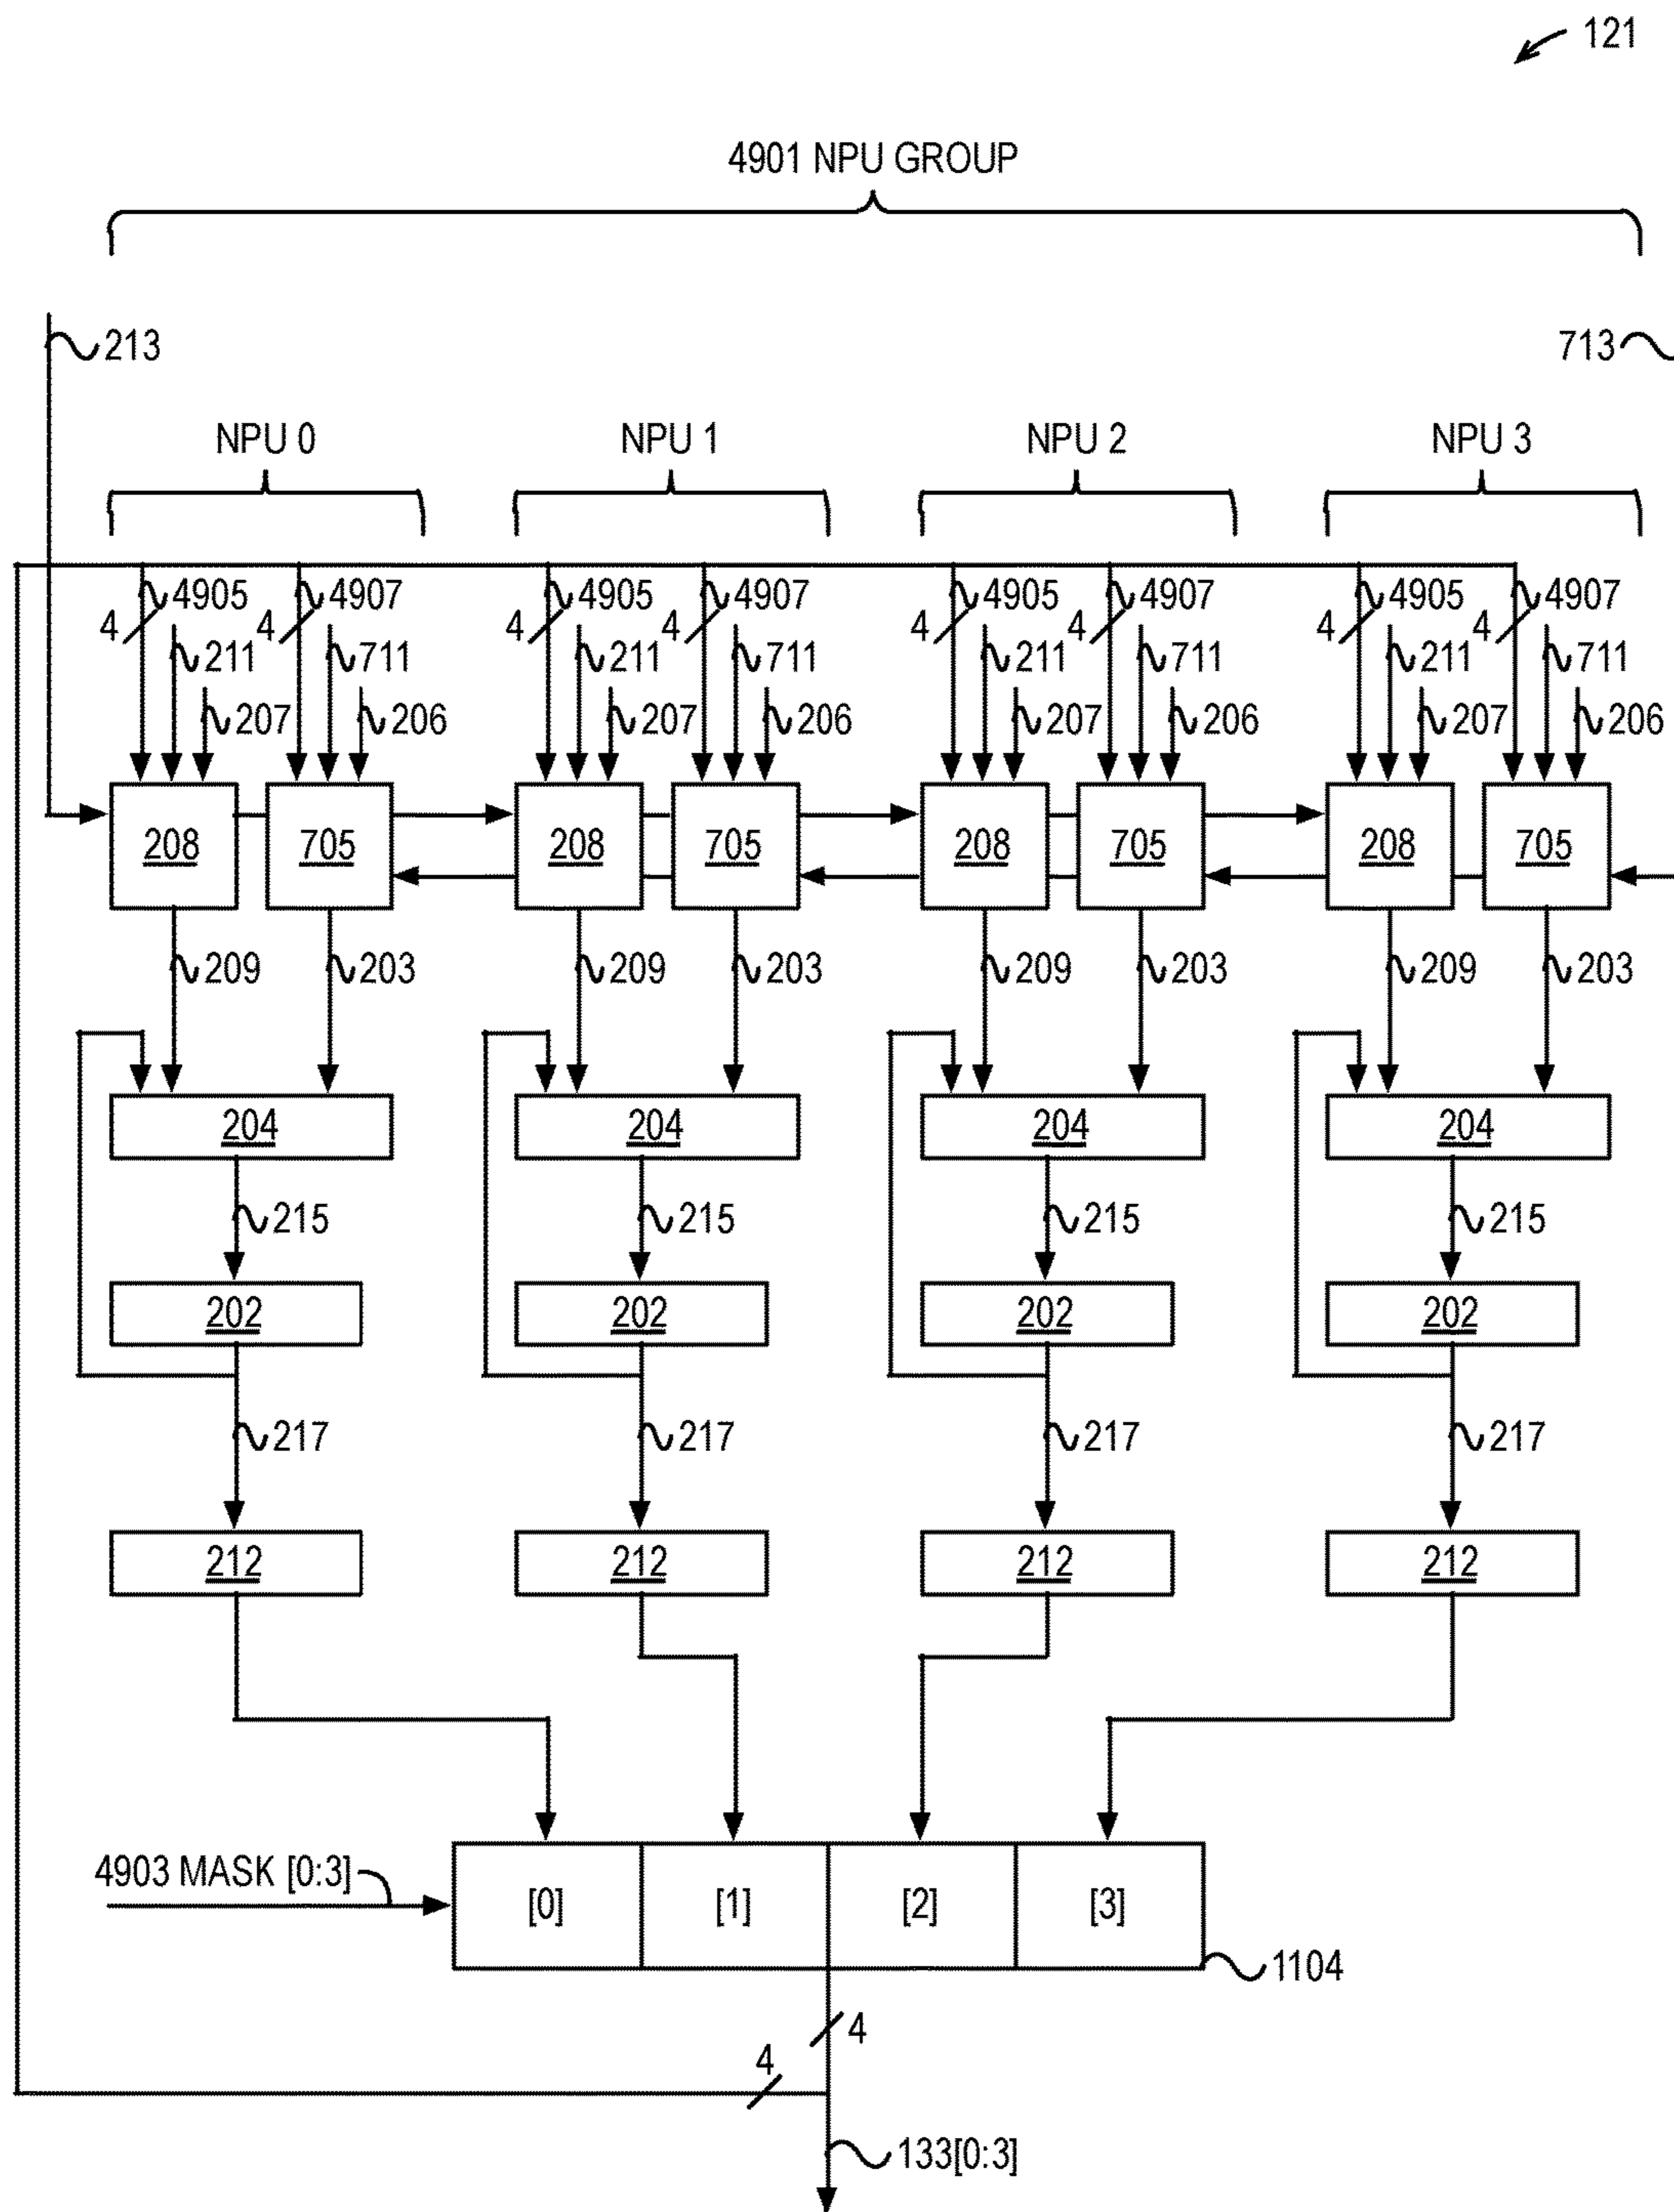 121
4901 NPU GROUP
213
713
NPU 0 NPU 1 NPU 2 NPU 3
4905 4907 4905 4907 4905 4907 4905 4907
4 4 4 4 4 4 4 4
211 711 211 711 211 711 211 711
207 206 207 206 207 206 207 206
208 705 208 705 208 705 208 705
209 203 209 203 209 203 209 203
204 204 204 204
215 215 215 215
202 202 202 202
217 217 217 217
212 212 212 212
4903 MASK [0:3]
[0] [1] [2] [3]
1104
4
4
133[0:3]